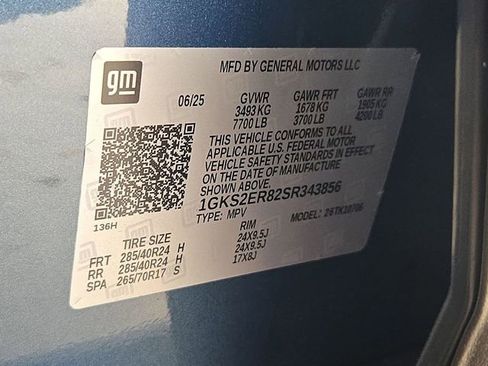 gm
MFD BY GENERAL MOTORS LLC
06/25 GVWR GAWR FRT GAWR RR
3493 KG 1678 KG 1905 KG
7700 LB 3700 LB 4200 LB
THIS VEHICLE CONFORMS TO ALL
APPLICABLE U.S. FEDERAL MOTOR
VEHICLE SAFETY STANDARDS IN
EFFECT ON THE DATE OF MANUFACTURE
SHOWN ABOVE.
1GKS2ER82SR343856
136H TYPE: MPV MODEL:
TIRE SIZE RIM
FRT 285/40R24 H 24X9.5J
RR 285/40R24 H 24X9.5J
SPA 265/70R17 S 17X8J